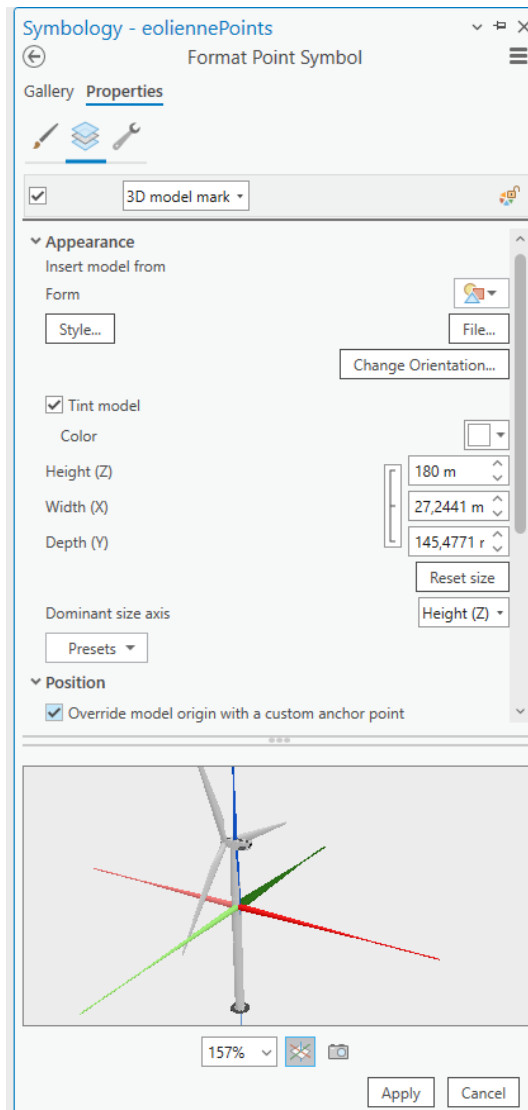 Symbology - eoliennePoints
Format Point Symbol
Gallery Properties
3D model mark
Appearance
Insert model from
Form
Style... File...
Change Orientation...
Tint model
Color
Height (Z) 180 m
Width (X) 27,2441 m
Depth (Y) 145,4771 r
Reset size
Dominant size axis Height (Z)
Presets
Position
Override model origin with a custom anchor point
157%
Apply Cancel